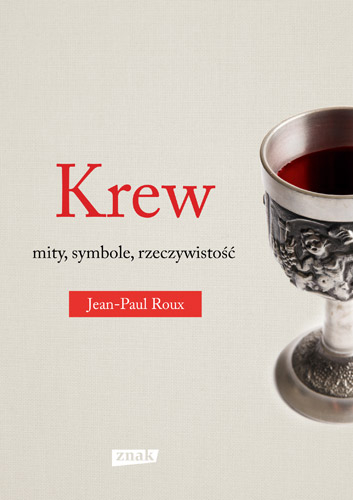 Krew
mity, symbole, rzeczywistość
Jean-Paul Roux
znak